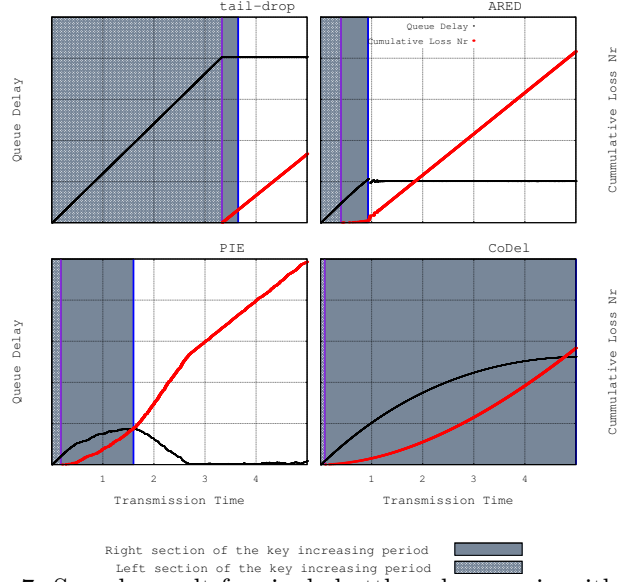 tail-drop
ARED
Queue Delay
Cumulative Loss Nr
Queue Delay
Cummulative Loss Nr
PIE
CoDel
Queue Delay
Cummulative Loss Nr
1 2 3 4
1 2 3 4
Transmission Time
Transmission Time
Right section of the key increasing period
Left section of the key increasing period